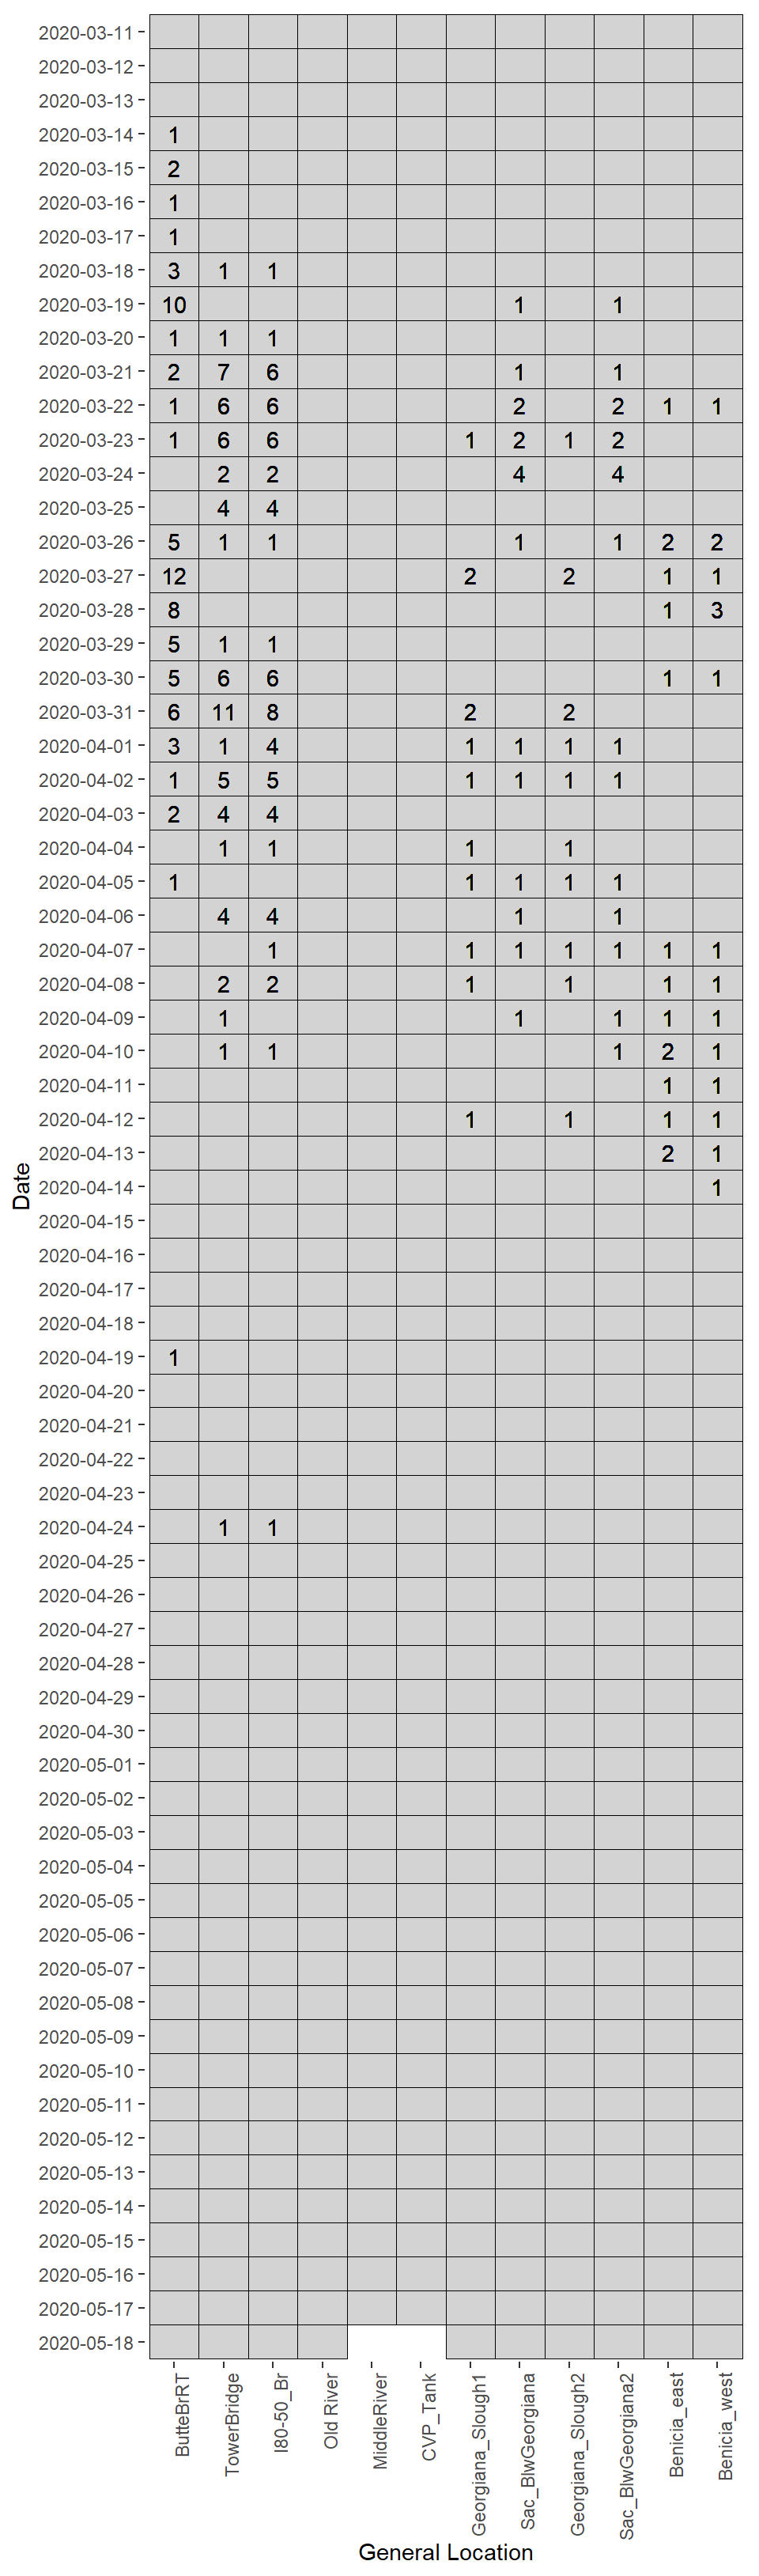 2020-03-11
2020-03-12
2020-03-13
2020-03-14 1
2020-03-15 2
2020-03-16 1
2020-03-17 1
2020-03-18 3 1 1
2020-03-19 10 1 1
2020-03-20 1 1 1
2020-03-21 2 7 6 1 1
2020-03-22 1 6 6 2 2 1 1
2020-03-23 1 6 6 1 2 1 2
2020-03-24 2 2 4 4
2020-03-25 4 4
2020-03-26 5 1 1 1 1 2 2
2020-03-27 12 2 2 1 1
2020-03-28 8 1 3
2020-03-29 5 1 1
2020-03-30 5 6 6 1 1
2020-03-31 6 11 8 2 2
2020-04-01 3 1 4 1 1 1 1
2020-04-02 1 5 5 1 1 1 1
2020-04-03 2 4 4
2020-04-04 1 1 1 1
2020-04-05 1 1 1 1 1
2020-04-06 4 4 1 1
2020-04-07 1 1 1 1 1 1 1
2020-04-08 2 2 1 1 1 1
2020-04-09 1 1 1 1 1
2020-04-10 1 1 1 2 1
2020-04-11 1 1
2020-04-12 1 1 1 1
2020-04-13 2 1
2020-04-14 1
2020-04-15
2020-04-16
2020-04-17
2020-04-18
2020-04-19 1
2020-04-20
2020-04-21
2020-04-22
2020-04-23
2020-04-24 1 1
2020-04-25
2020-04-26
2020-04-27
2020-04-28
2020-04-29
2020-04-30
2020-05-01
2020-05-02
2020-05-03
2020-05-04
2020-05-05
2020-05-06
2020-05-07
2020-05-08
2020-05-09
2020-05-10
2020-05-11
2020-05-12
2020-05-13
2020-05-14
2020-05-15
2020-05-16
2020-05-17
2020-05-18
Date
ButteBrRT
TowerBridge
I80-50_Br
Old River
MiddleRiver
CVP_Tank
Georgiana_Slough1
Sac_BlwGeorgiana
Georgiana_Slough2
Sac_BlwGeorgiana2
Benicia_east
Benicia_west
General Location